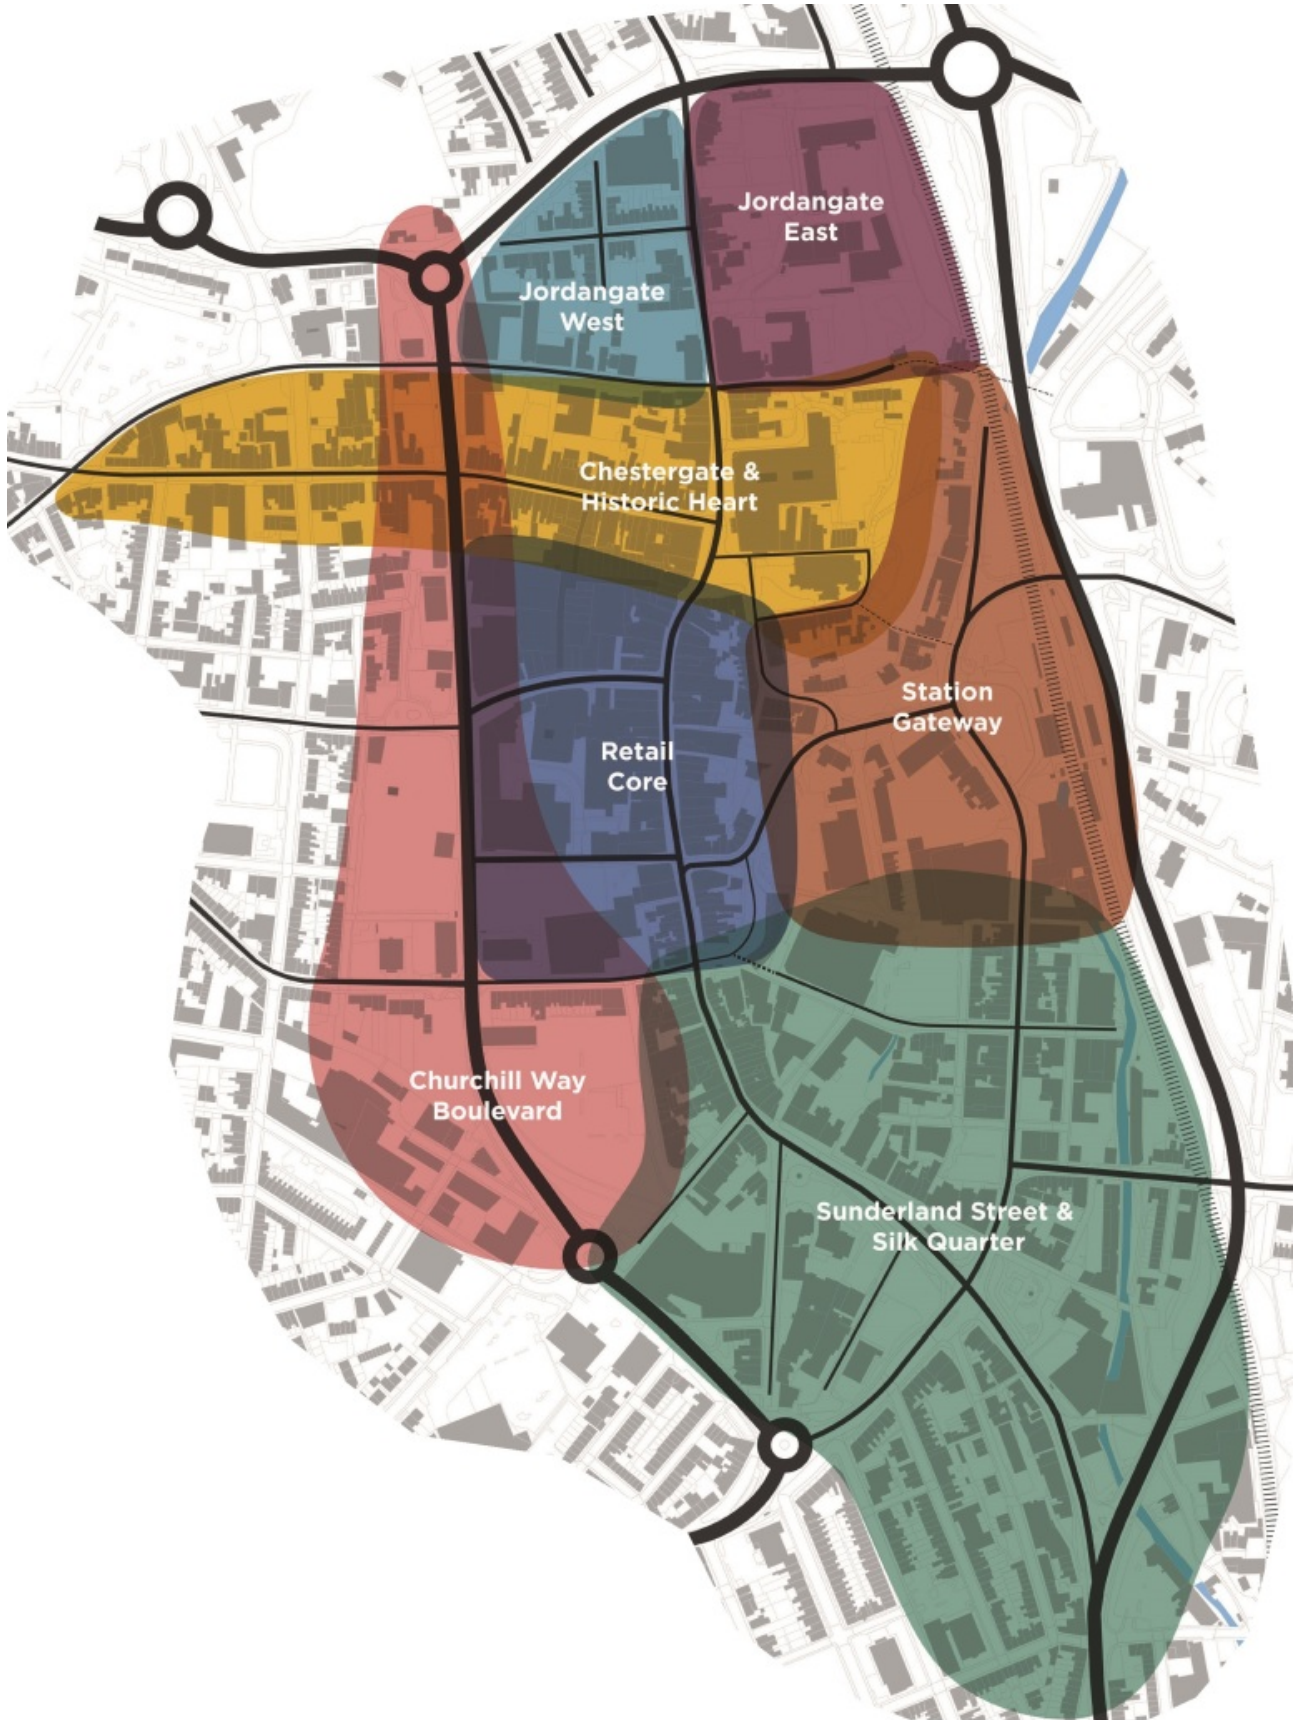 Jordangate
East
Jordangate
West
Chestergate &
Historic Heart
Station
Gateway
Retail
Core
Churchill Way
Boulevard
Sunderland Street &
Silk Quarter